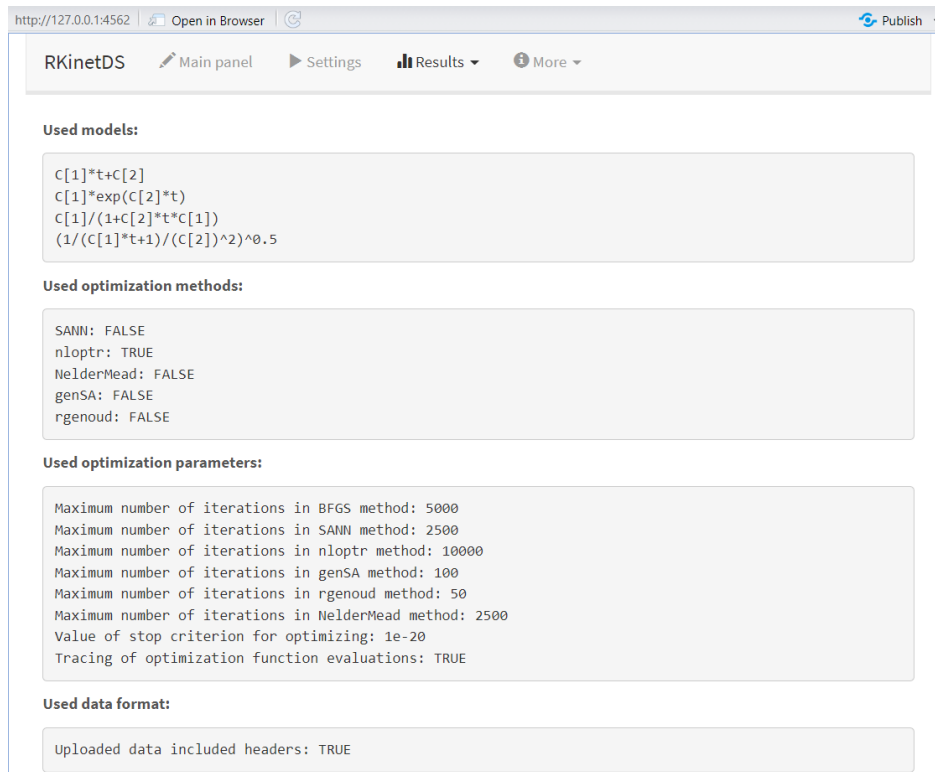 http://127.0.0.1:4562 Open in Browser Publish
RKinetDS Main panel Settings Results More
Used models:
C[1]*t+C[2]
C[1]*exp(C[2]*t)
C[1]/(1+C[2]*t*C[1])
(1/(C[1]*t+1)/(C[2])^2)^0.5
Used optimization methods:
SANN: FALSE
nloptr: TRUE
NelderMead: FALSE
genSA: FALSE
rgenoud: FALSE
Used optimization parameters:
Maximum number of iterations in BFGS method: 5000
Maximum number of iterations in SANN method: 2500
Maximum number of iterations in nloptr method: 10000
Maximum number of iterations in genSA method: 100
Maximum number of iterations in rgenoud method: 50
Maximum number of iterations in NelderMead method: 2500
Value of stop criterion for optimizing: 1e-20
Tracing of optimization function evaluations: TRUE
Used data format:
Uploaded data included headers: TRUE